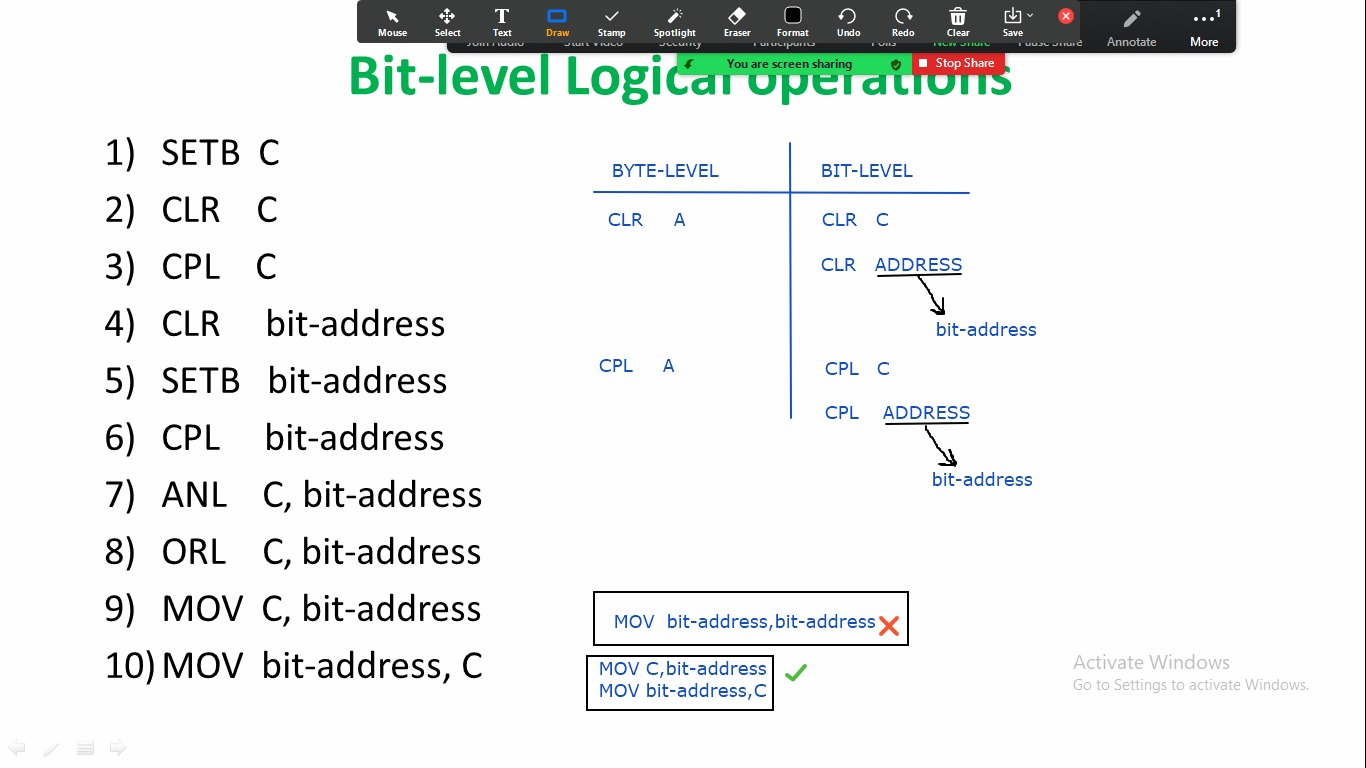 Mouse Select Text Draw Stamp Spotlight Eraser Format Undo Redo Clear Save Annotate ...1 More
Join Audio Start Video Security Participants Polls New Share Pause Share
You are screen sharing Stop Share
Bit-level Logical operations
1) SETB C
2) CLR C
3) CPL C
4) CLR bit-address
5) SETB bit-address
6) CPL bit-address
7) ANL C, bit-address
8) ORL C, bit-address
9) MOV C, bit-address
10) MOV bit-address, C
BYTE-LEVEL BIT-LEVEL
CLR A CLR C
CLR ADDRESS
bit-address
CPL A CPL C
CPL ADDRESS
bit-address
MOV bit-address,bit-address
MOV C,bit-address
MOV bit-address,C
Activate Windows
Go to Settings to activate Windows.